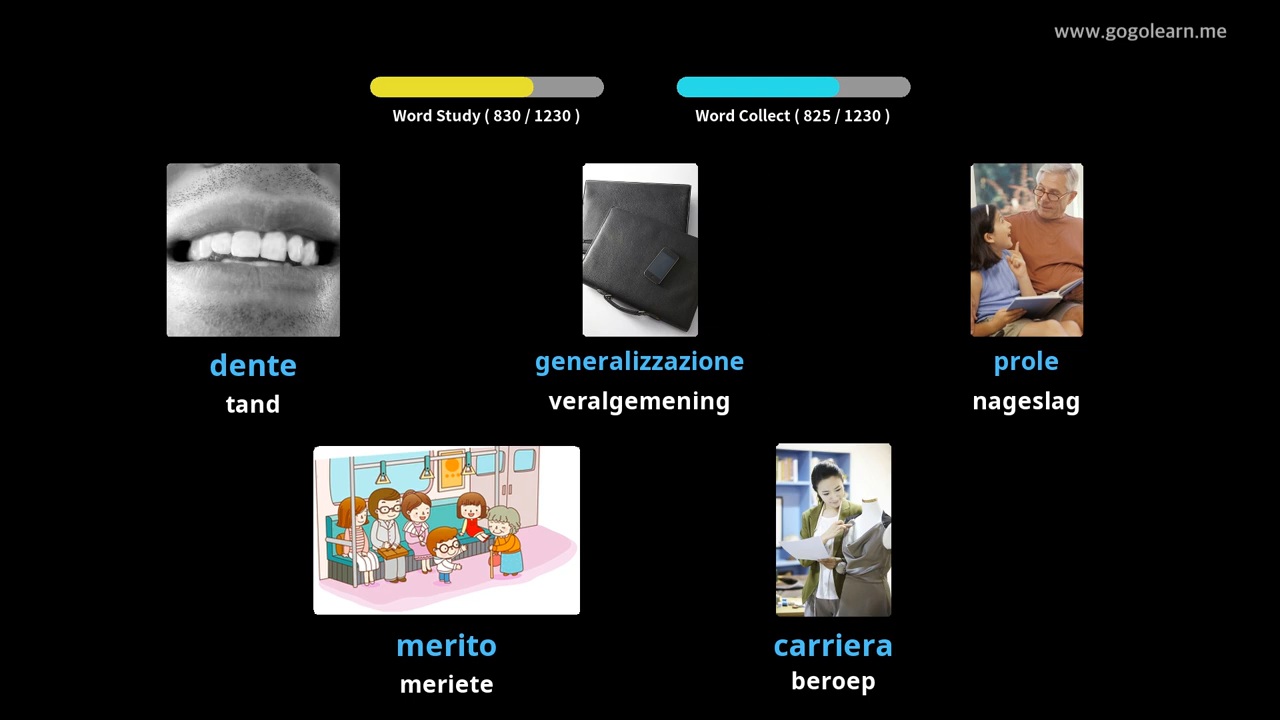 www.gogolearn.me
Word Study ( 830 / 1230 )
Word Collect ( 825 / 1230 )
dente
tand
generalizzazione
veralgemening
prole
nageslag
merito
meriete
carriera
beroep